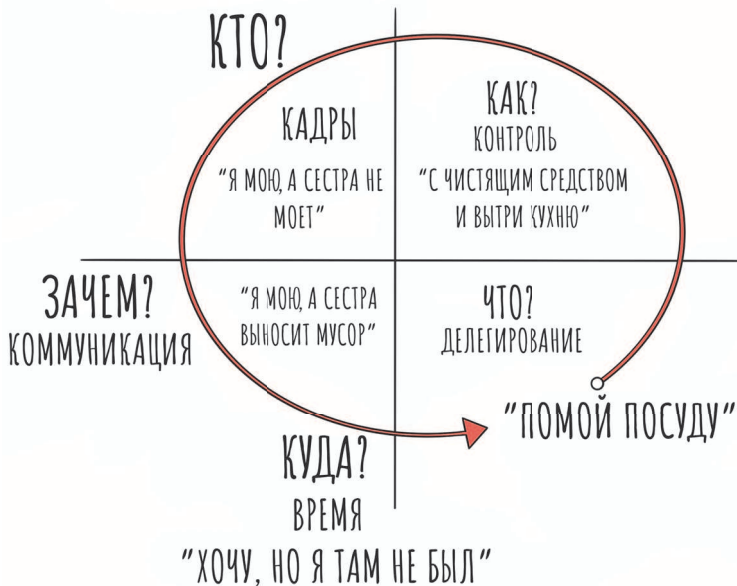 КТО?
КАДРЫ
"Я МОЮ, А СЕСТРА НЕ
МОЕТ"
КАК?
КОНТРОЛЬ
"С ЧИСТЯЩИМ СРЕДСТВОМ
И ВЫТРИ КУХНЮ"
ЗАЧЕМ?
КОММУНИКАЦИЯ
"Я МОЮ, А СЕСТРА
ВЫНОСИТ МУСОР"
ЧТО?
ДЕЛЕГИРОВАНИЕ
"ПОМОЙ ПОСУДУ"
КУДА?
ВРЕМЯ
"ХОЧУ, НО Я ТАМ НЕ БЫЛ"